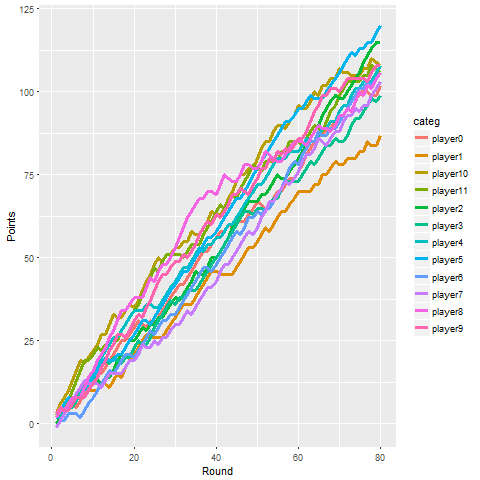 125
100
75
50
25
0
0
20
40
60
80
Round
Points
categ
player0
player1
player10
player11
player2
player3
player4
player5
player6
player7
player8
player9